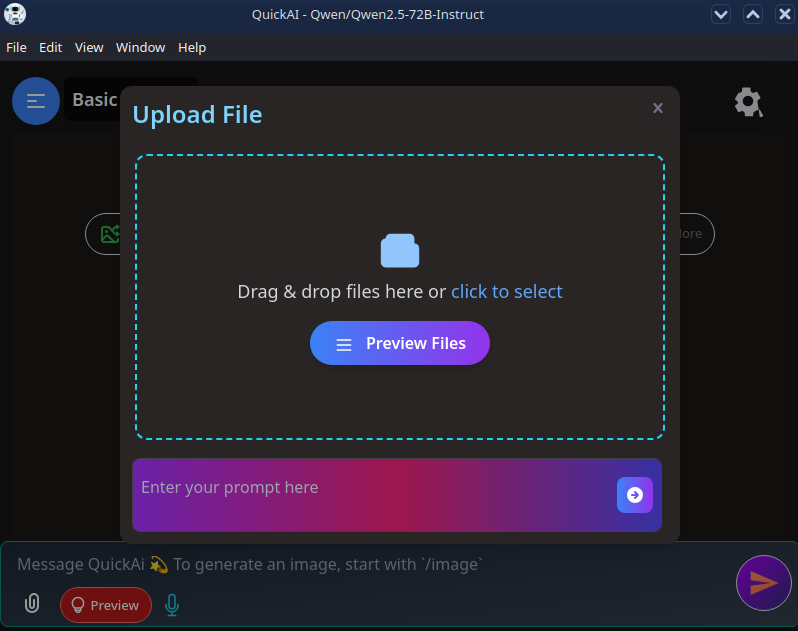 QuickAI - Qwen/Qwen2.5-72B-Instruct
File Edit View Window Help
Basic
Upload File
×
Drag & drop files here or click to select
Preview Files
Enter your prompt here
Message QuickAi 💫 To generate an image, start with `/image`
Preview